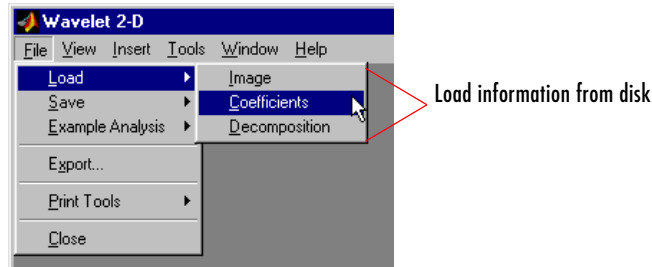 Wavelet 2-D
File View Insert Tools Window Help
Load
Save
Example Analysis
Export...
Print Tools
Close
Image
Coefficients
Decomposition
Load information from disk